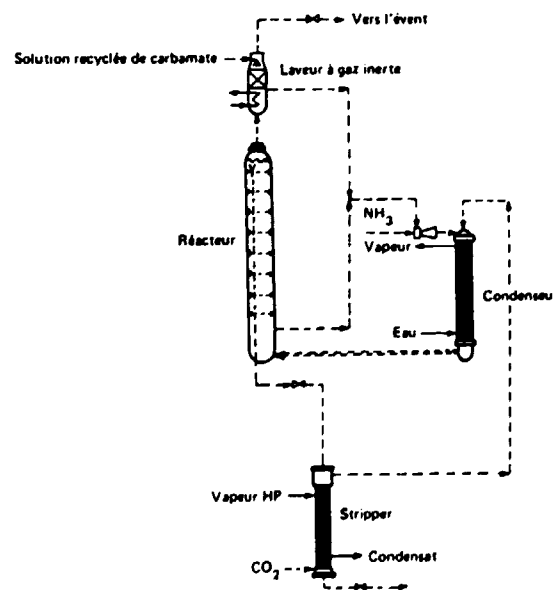 Vers l'évent
Solution recyclée de carbamate
Laveur à gaz inerte
NH3
Vapeur
Réacteur
Condenseu
Eau
Vapeur HP
Stripper
Condensat
CO2